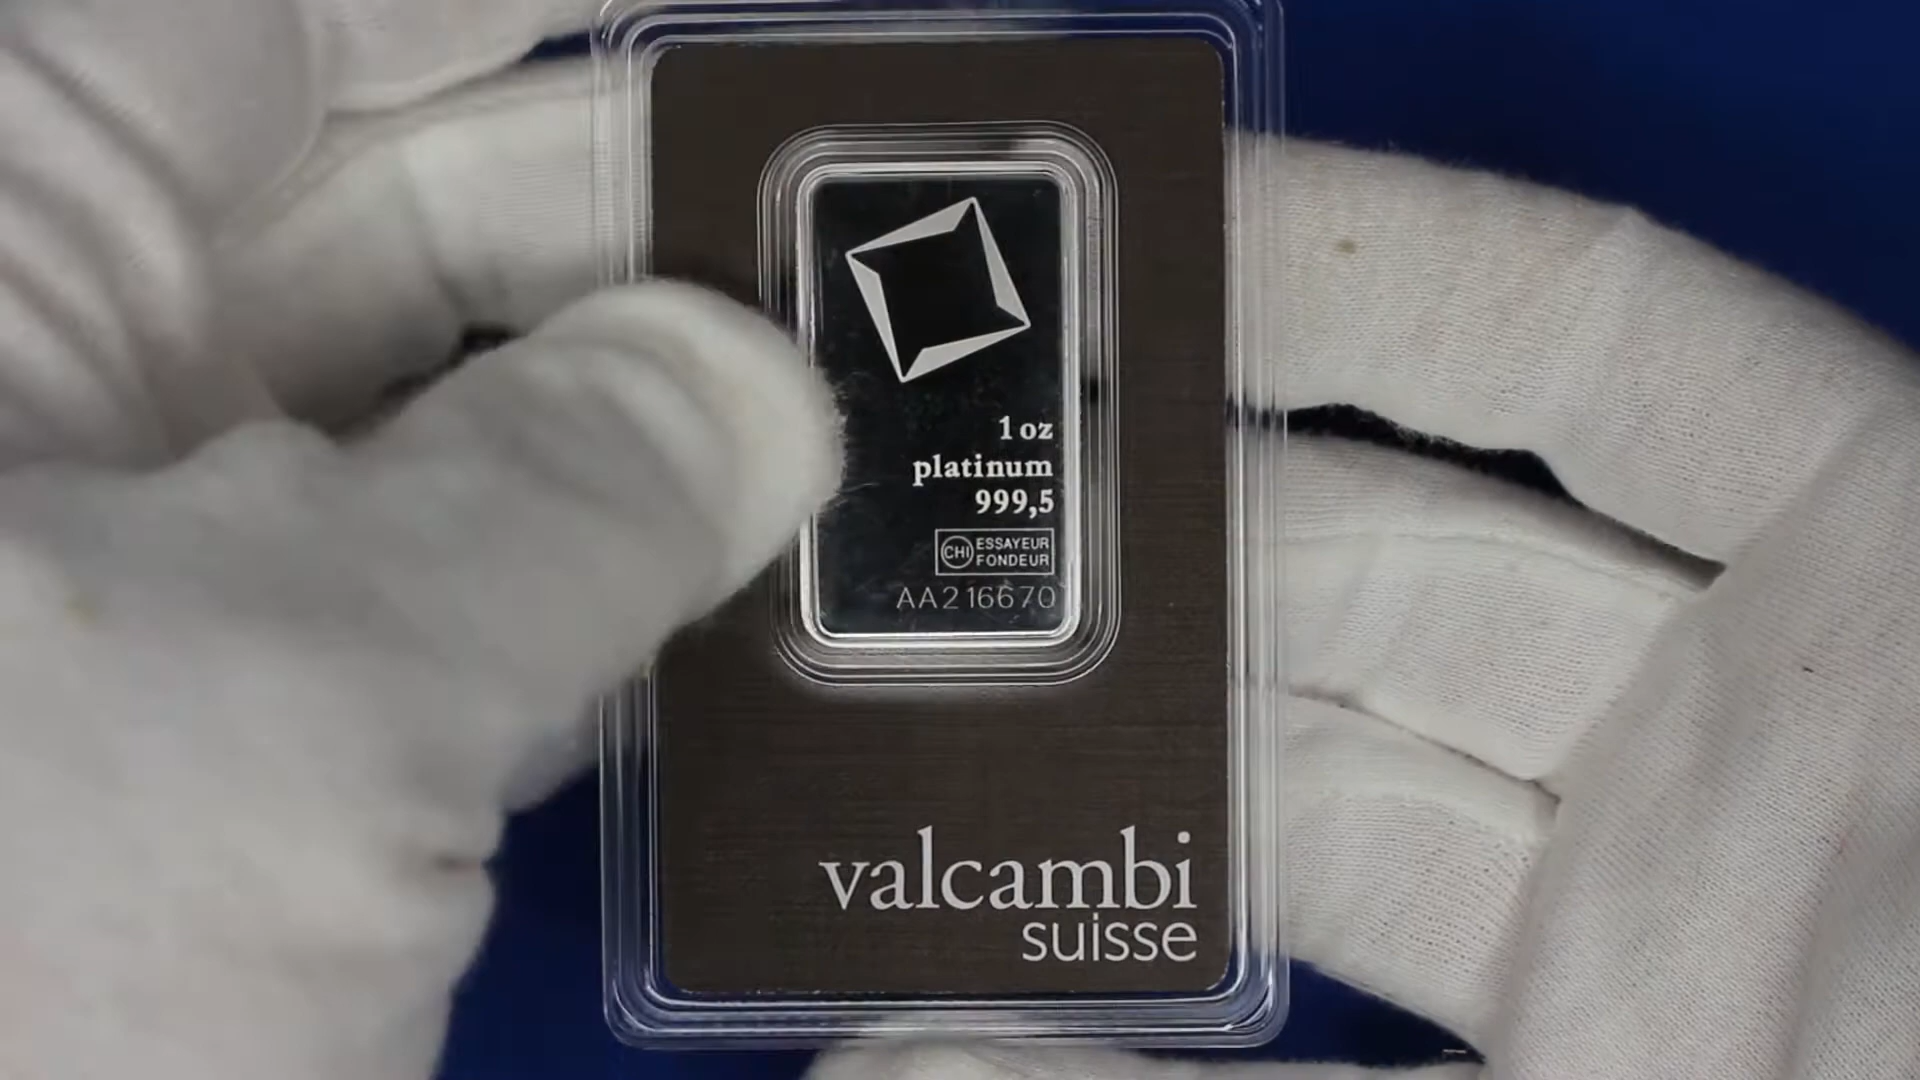 1 oz
platinum
999,5
CHI ESSAYEUR
FONDEUR
AA216670
valcambi
suisse